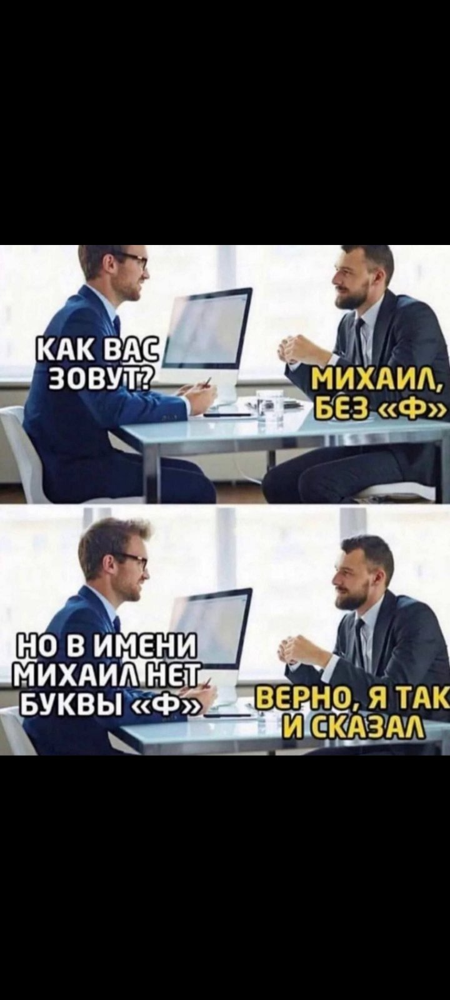 КАК ВАС
ЗОВУТ?
МИХАИЛ,
БЕЗ «Ф»
НО В ИМЕНИ
МИХАИЛ НЕТ
БУКВЫ «Ф»
ВЕРНО, Я ТАК
И СКАЗАЛ